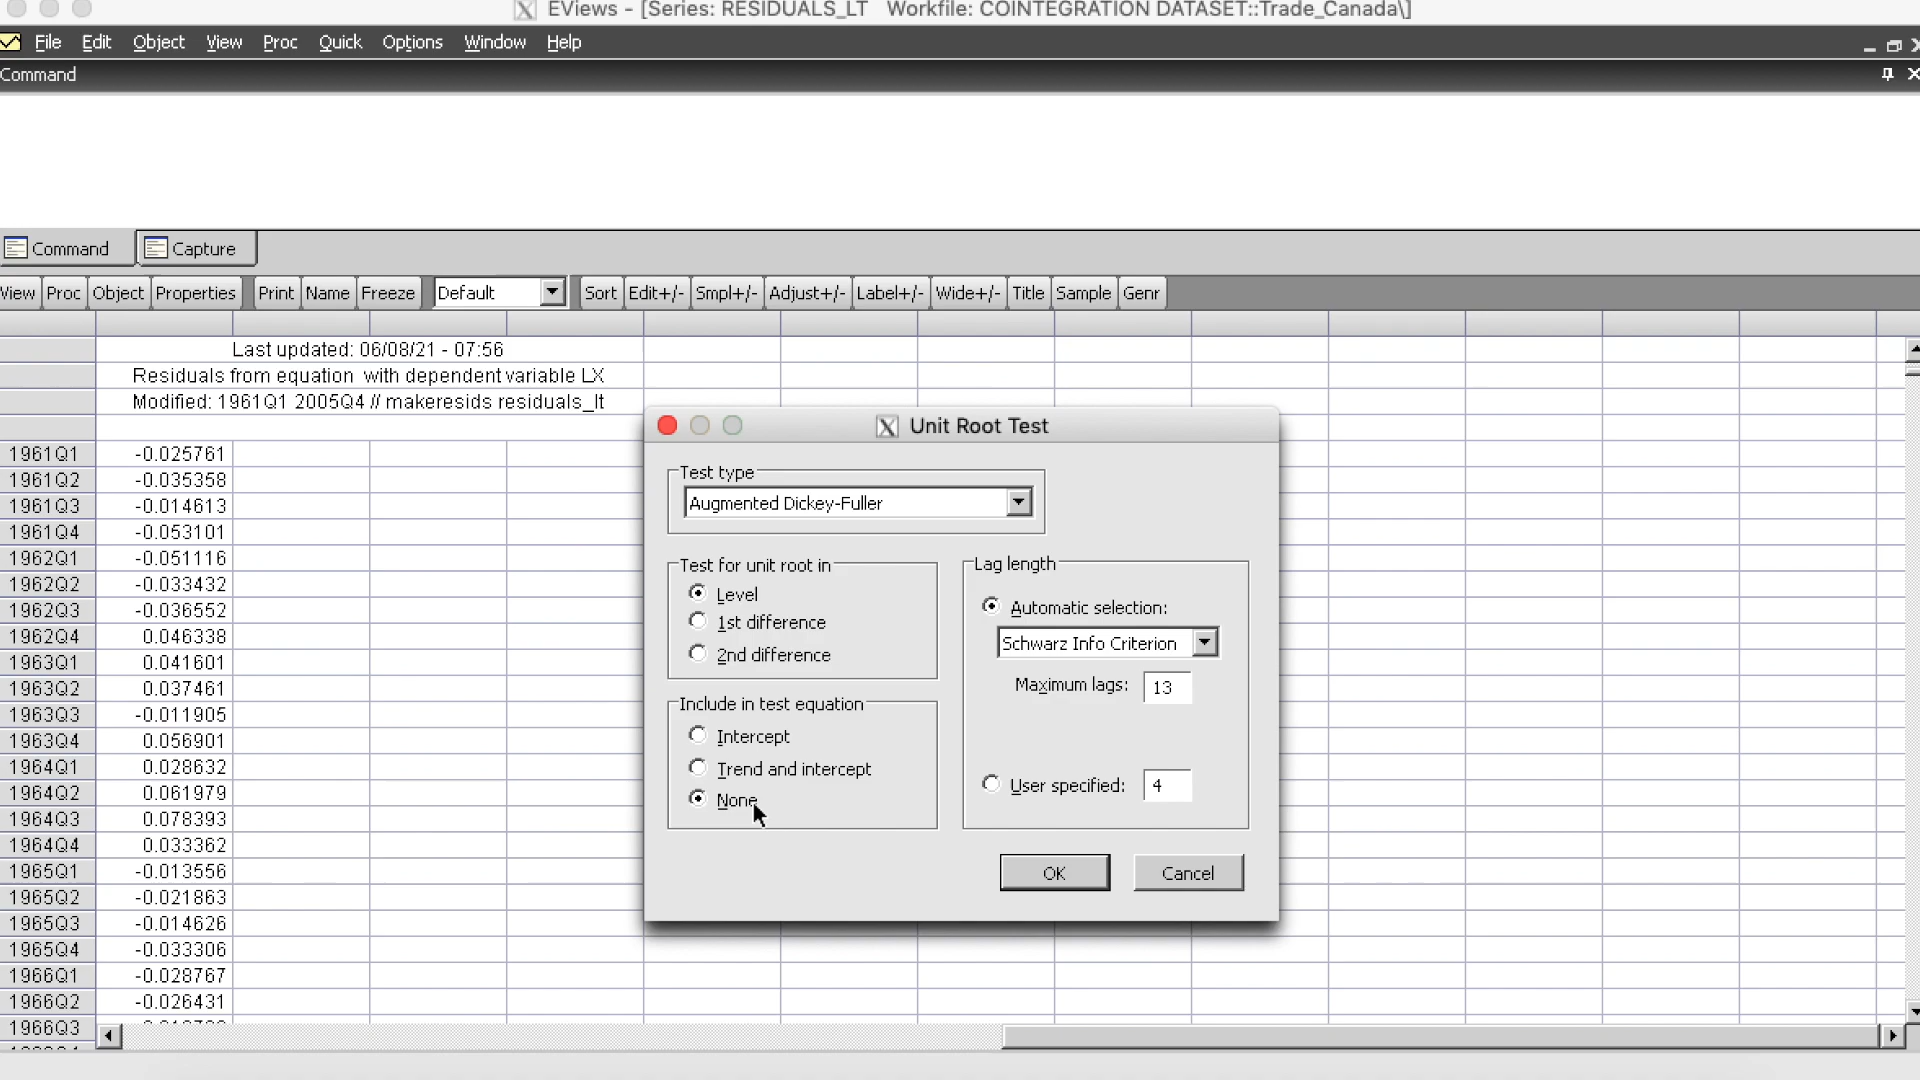 EViews - [Series: RESIDUALS_LT Workfile: COINTEGRATION DATASET::Trade_Canada\]
File Edit Object View Proc Quick Options Window Help
Command
Command Capture
View Proc Object Properties Print Name Freeze Default Sort Edit+/- Smpl+/- Adjust+/- Label+/- Wide+/- Title Sample Genr
Last updated: 06/08/21 - 07:56
Residuals from equation with dependent variable LX
Modified: 1961Q1 2005Q4 // makeresids residuals_lt
1961Q1 -0.025761
1961Q2 -0.035358
1961Q3 -0.014613
1961Q4 -0.053101
1962Q1 -0.051116
1962Q2 -0.033432
1962Q3 -0.036552
1962Q4 0.046338
1963Q1 0.041601
1963Q2 0.037461
1963Q3 -0.011905
1963Q4 0.056901
1964Q1 0.028632
1964Q2 0.061979
1964Q3 0.078393
1964Q4 0.033362
1965Q1 -0.013556
1965Q2 -0.021863
1965Q3 -0.014626
1965Q4 -0.033306
1966Q1 -0.028767
1966Q2 -0.026431
1966Q3
Unit Root Test
Test type
Augmented Dickey-Fuller
Test for unit root in
Level
1st difference
2nd difference
Include in test equation
Intercept
Trend and intercept
None
Lag length
Automatic selection:
Schwarz Info Criterion
Maximum lags: 13
User specified: 4
OK Cancel